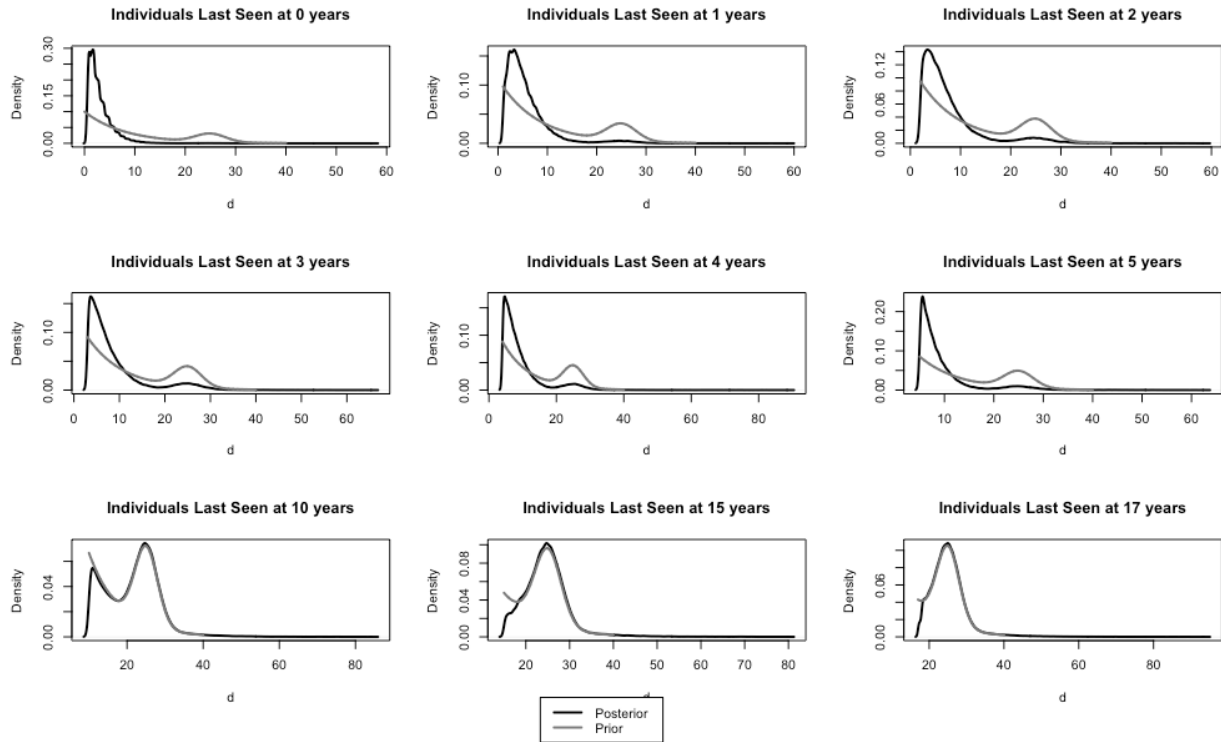 Individuals Last Seen at 0 years
Density
0.00 0.15 0.30
0 10 20 30 40 50 60
d
Individuals Last Seen at 1 years
Density
0.00 0.10
0 10 20 30 40 50 60
d
Individuals Last Seen at 2 years
Density
0.00 0.06 0.12
0 10 20 30 40 50 60
d
Individuals Last Seen at 3 years
Density
0.00 0.10
0 10 20 30 40 50 60
d
Individuals Last Seen at 4 years
Density
0.00 0.10
0 20 40 60 80
d
Individuals Last Seen at 5 years
Density
0.00 0.10 0.20
10 20 30 40 50 60
d
Individuals Last Seen at 10 years
Density
0.00 0.04
20 40 60 80
d
Individuals Last Seen at 15 years
Density
0.00 0.04 0.08
20 30 40 50 60 70 80
Individuals Last Seen at 17 years
Density
0.00 0.06
20 40 60 80
d
Posterior
Prior